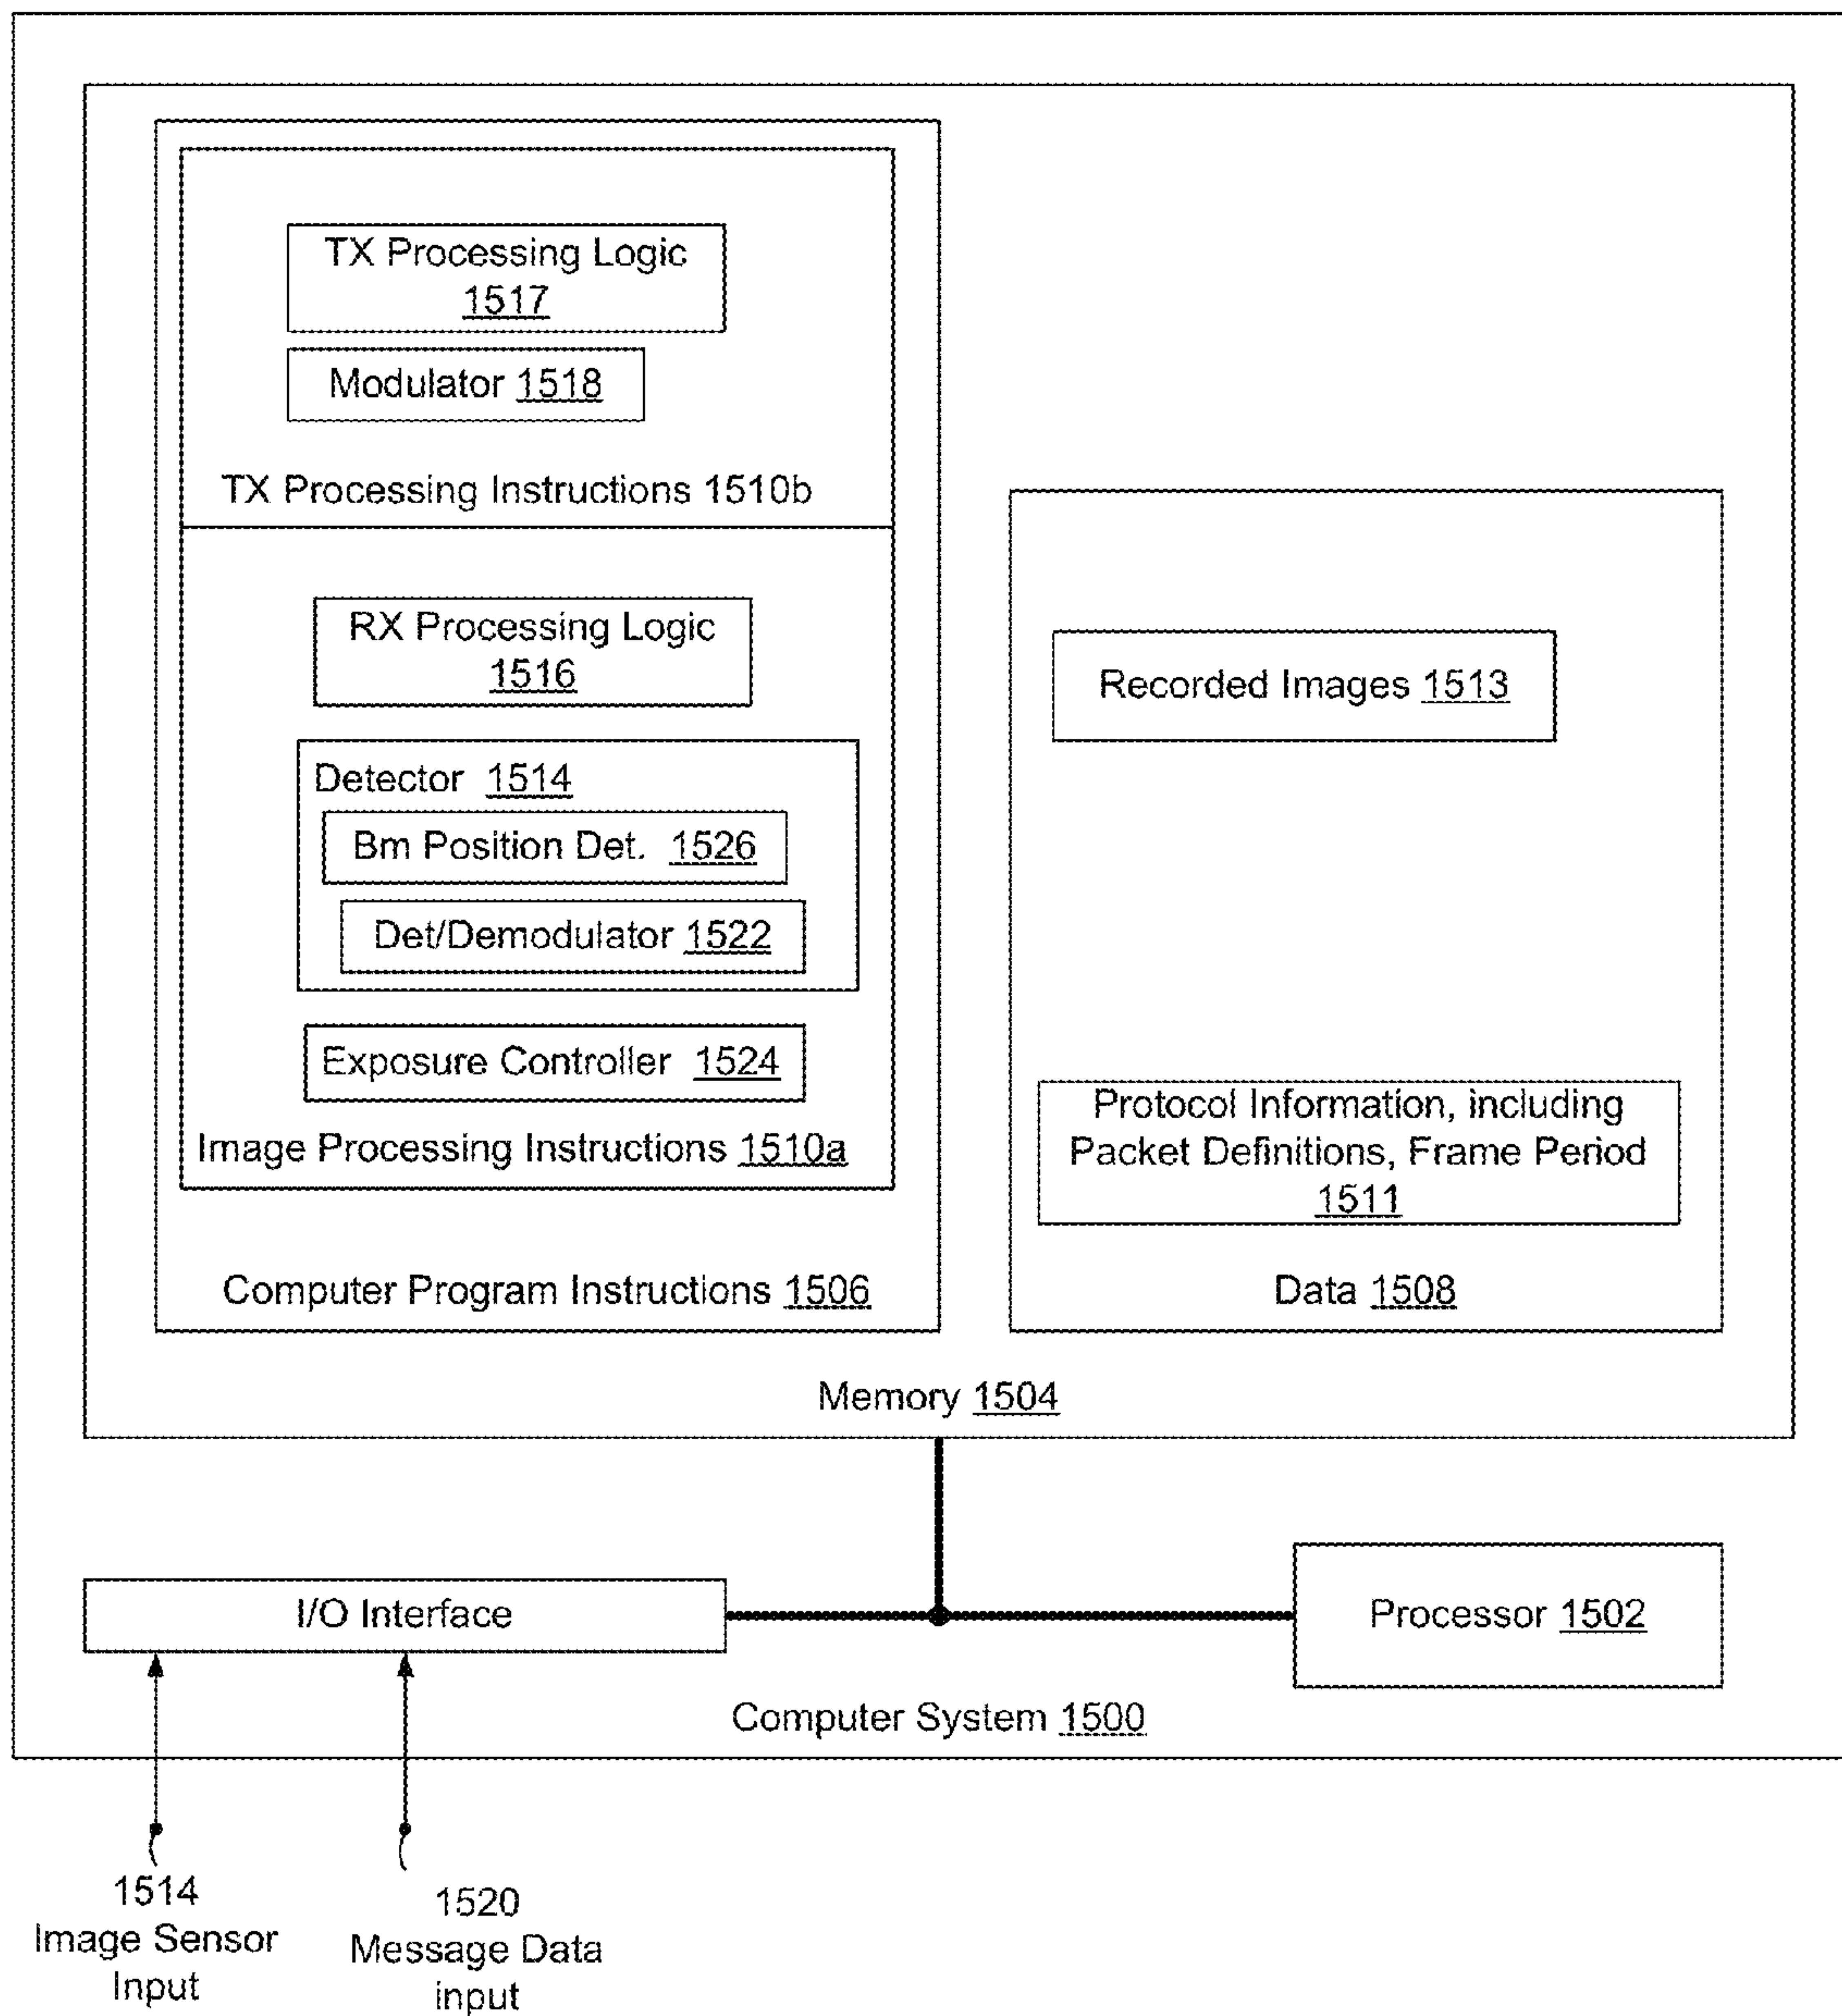 TX Processing Logic
1517
Modulator 1518
TX Processing Instructions 1510b
RX Processing Logic
1516
Detector 1514
Bm Position Det. 1526
Det/Demodulator 1522
Exposure Controller 1524
Image Processing Instructions 1510a
Computer Program Instructions 1506
Recorded Images 1513
Protocol Information, including
Packet Definitions, Frame Period
1511
Data 1508
Memory 1504
I/O Interface
Processor 1502
Computer System 1500
1514
Image Sensor
Input
1520
Message Data
input